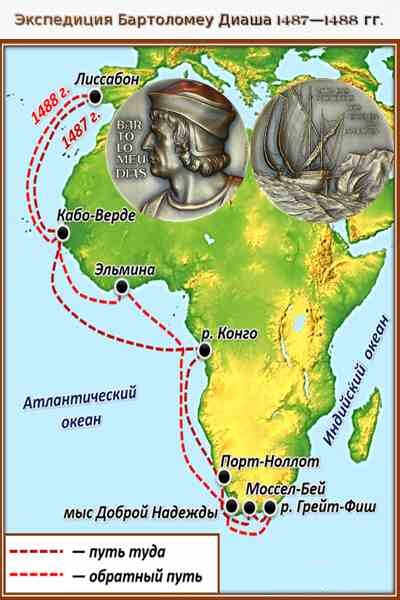 Экспедиция Бартоломеу Диаша 1487—1488 гг.
Лиссабон
1488 г.
1487 г.
BAR
TO
LO
MEU
DIAS
Кабо-Верде
Эльмина
р. Конго
Атлантический
океан
Индийский океан
Порт-Ноллот
Моссел-Бей
мыс Доброй Надежды
р. Грейт-Фиш
— путь туда
— обратный путь